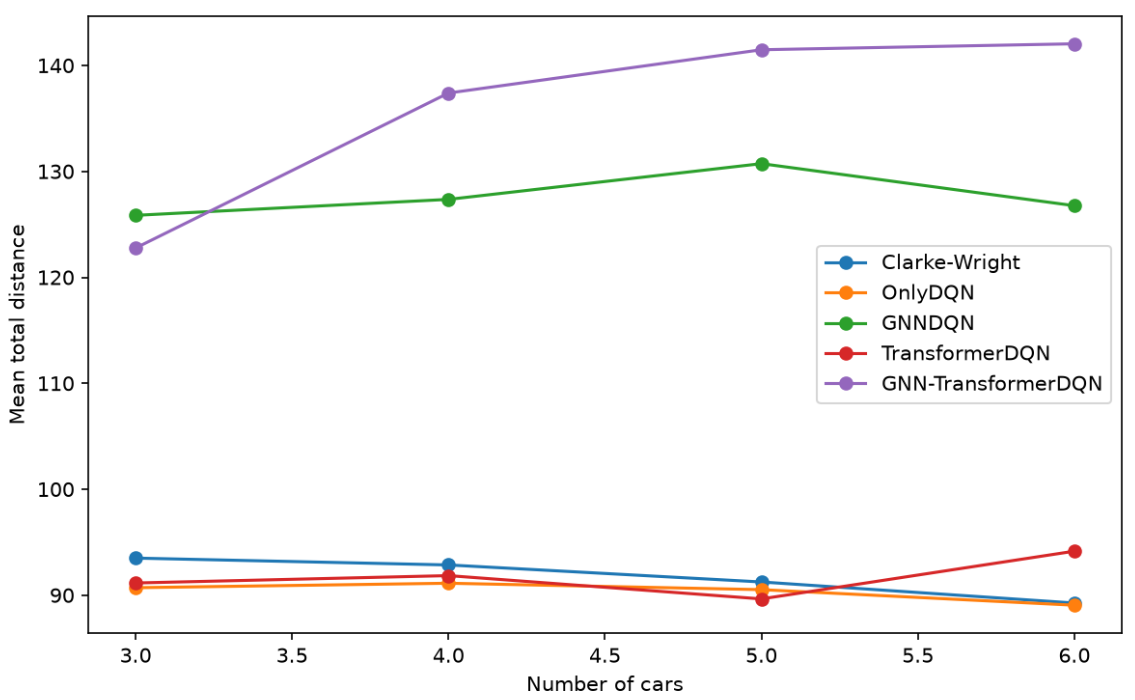 140
130
120
110
100
90
Mean total distance
Clarke-Wright
OnlyDQN
GNNDQN
TransformerDQN
GNN-TransformerDQN
3.0 3.5 4.0 4.5 5.0 5.5 6.0
Number of cars